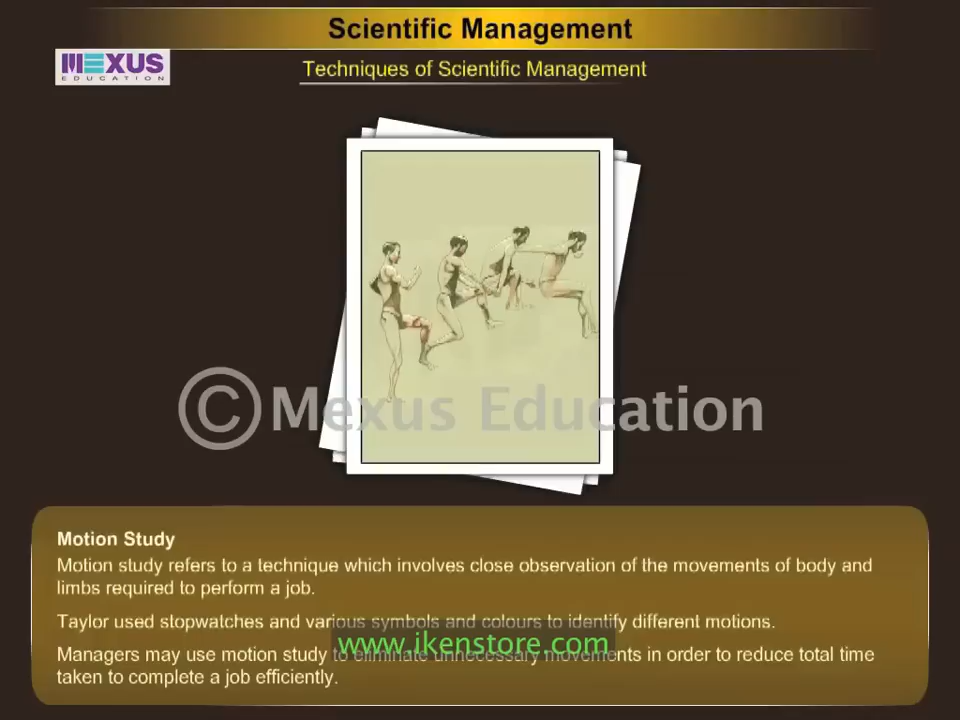 Scientific Management
MEXUS
EDUCATION
Techniques of Scientific Management
© Mexus Education
Motion Study
Motion study refers to a technique which involves close observation of the movements of body and
limbs required to perform a job.
Taylor used stopwatches and various symbols and colours to identify different motions.
www.ikenstore.com
Managers may use motion study to eliminate unnecessary movements in order to reduce total time
taken to complete a job efficiently.